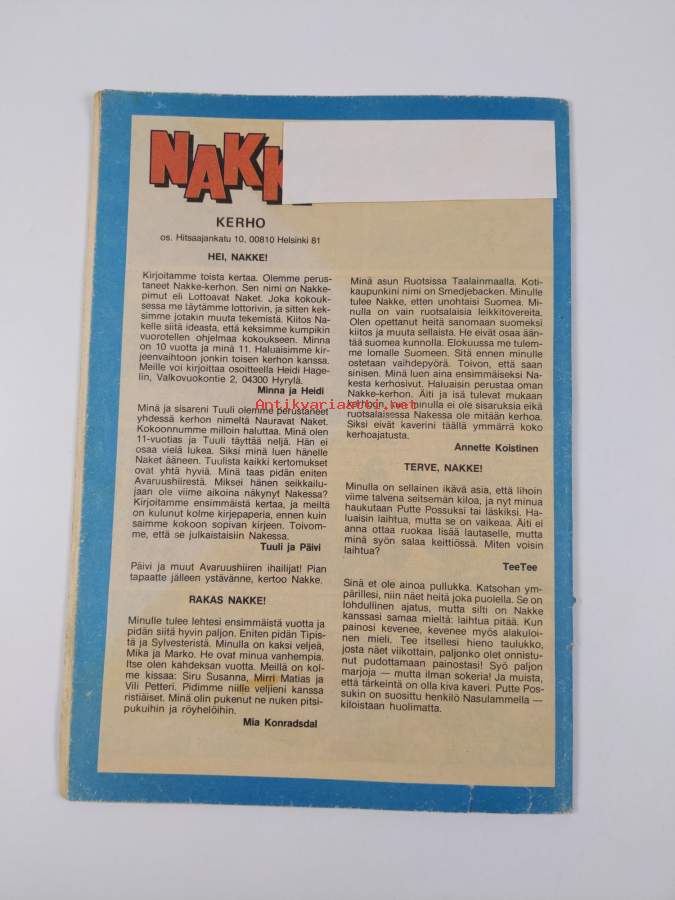 NAKK
KERHO
os. Hitsaajankatu 10, 00810 Helsinki 81
HEI, NAKKE!
Kirjoitamme toista kertaa. Olemme perus-
taneet Nakke-kerhon. Sen nimi on Nakke-
pimut eli Lottoavat Naket. Joka kokouk-
sessa me täytämme lottorivin, ja sitten kek-
simme jotakin muuta tekemistä. Kiitos Na-
kelle siitä ideasta, että keksimme kumpikin
vuorotellen ohjelmaa kokoukseen. Minna
on 10 vuotta ja minä 11. Haluaisimme kir-
jeenvaihtoon jonkin toisen kerhon kanssa.
Meille voi kirjoittaa osoitteella Heidi Hage-
lin, Valkovuokontie 2, 04300 Hyrylä.
Minna ja Heidi
Minä ja sisareni Tuuli olemme perustaneet
yhdessä kerhon nimeltä Nauravat Naket.
Kokoonnumme milloin haluttaa. Minä olen
11-vuotias ja Tuuli täyttää neljä. Hän ei
osaa vielä lukea. Siksi minä luen hänelle
Naket ääneen. Tuulista kaikki kertomukset
ovat yhtä hyviä. Minä taas pidän eniten
Avaruushiirestä. Miksei hänen seikkailu-
jaan ole viime aikoina näkynyt Nakessa?
Kirjoitamme ensimmäistä kertaa, ja meiltä
on kulunut kolme kirjepaperia, ennen kuin
saimme kokoon sopivan kirjeen. Toivom-
me, että se julkaistaisiin Nakessa.
Tuuli ja Päivi
Päivi ja muut Avaruushiiren ihailijat! Pian
tapaatte jälleen ystävänne, kertoo Nakke.
RAKAS NAKKE!
Minulle tulee lehtesi ensimmäistä vuotta ja
pidän siitä hyvin paljon. Eniten pidän Tipis-
tä ja Sylvesteristä. Minulla on kaksi veljeä,
Mika ja Marko. He ovat minua vanhempia.
Itse olen kahdeksan vuotta. Meillä on kol-
me kissaa: Siru Susanna, Mirri Matias ja
Vili Petteri. Pidimme niille veljieni kanssa
ristiäiset. Minä olin pukenut ne nuken pitsi-
pukuihin ja röyhelöihin.
Mia Konradsdal
Minä asun Ruotsissa Taalainmaalla. Koti-
kaupunkini nimi on Smedjebacken. Minulle
tulee Nakke, etten unohtaisi Suomea. Mi-
nulla on vain ruotsalaisia leikkitovereita.
Olen opettanut heitä sanomaan suomeksi
kiitos ja muuta sellaista. He eivät osaa ään-
tää suomea kunnolla. Elokuussa me tulem-
me lomalle Suomeen. Sitä ennen minulle
ostetaan vaihdepyörä. Toivon, että saan
sinisen. Minä luen aina ensimmäiseksi Na-
kesta kerhosivut. Haluaisin perustaa oman
Nakke-kerhon. Äiti ja isä tulevat mukaan
kerhoon, kun minulla ei ole sisaruksia eikä
ruotsalaisessa Nakessa ole mitään kerhoa.
Siksi eivät kaverini täällä ymmärrä koko
kerhoajatusta.
Annette Koistinen
TERVE, NAKKE!
Minulla on sellainen ikävä asia, että lihoin
viime talvena seitsemän kiloa, ja nyt minua
haukutaan Putte Possuksi tai läskiksi. Ha-
luaisin laihtua, mutta se on vaikeaa. Äiti ei
anna ottaa ruokaa lisää lautaselle, mutta
minä syön salaa keittiössä. Miten voisin
laihtua?
TeeTee
Sinä et ole ainoa pullukka. Katsohan ym-
pärillesi, niin näet heitä joka puolella. Se on
lohdullinen ajatus, mutta silti on Nakke
kanssasi samaa mieltä: laihtua pitää. Kun
painosi kevenee, kevenee myös alakuloi-
nen mieli. Tee itsellesi hieno taulukko,
josta näet viikottain, paljonko olet onnistu-
nut pudottamaan painostasi! Syö paljon
marjoja — mutta ilman sokeria! Ja muista,
että tärkeintä on olla kiva kaveri. Putte Pos-
sukin on suosittu henkilö Nasulammella —
kiloistaan huolimatta.
Antikvariaatti.net